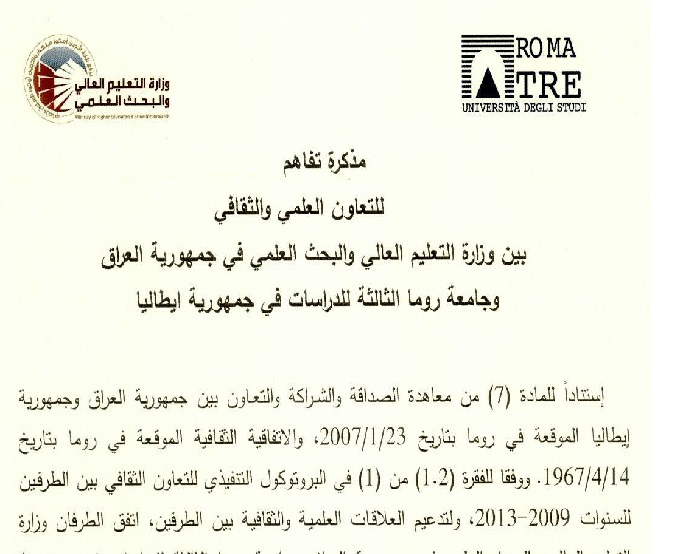 وزارة التعليم العالي
والبحث العلمي
ROMA
TRE
UNIVERSITÀ DEGLI STUDI
مذكرة تفاهم
للتعاون العلمي والثقافي
بين وزارة التعليم العالي والبحث العلمي في جمهورية العراق
وجامعة روما الثالثة للدراسات في جمهورية ايطاليا
إستناداً للمادة (7) من معاهدة الصداقة والشراكة والتعاون بين جمهورية العراق وجمهورية
إيطاليا الموقعة في روما بتاريخ 2007/1/23، والاتفاقية الثقافية الموقعة في روما بتاريخ
1967/4/14. ووفقا للفقرة (1.2) من (1) في البروتوكول التنفيذي للتعاون الثقافي بين الطرفين
للسنوات 2009-2013، ولتدعيم العلاقات العلمية والثقافية بين الطرفين، اتفق الطرفان وزارة